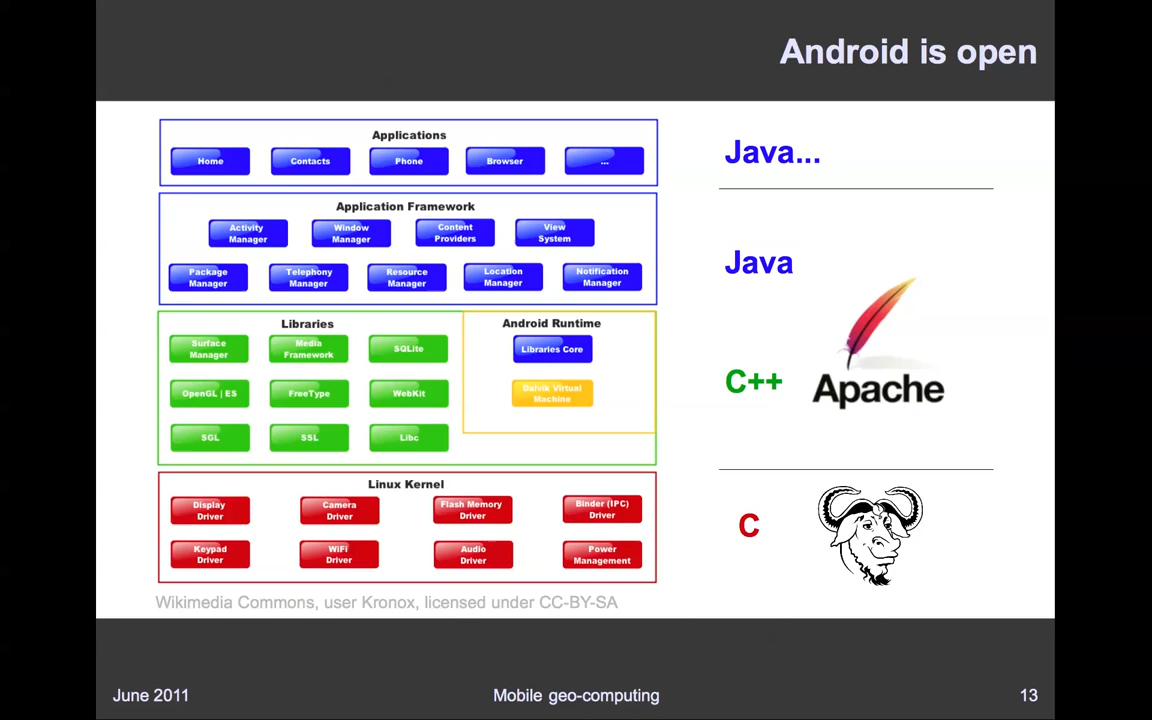 Android is open
Applications
Home Contacts Phone Browser ...
Java...
Application Framework
Activity Manager
Window Manager
Content Providers
View System
Package Manager
Telephony Manager
Resource Manager
Location Manager
Notification Manager
Java
Libraries
Surface Manager
Media Framework
SQLite
OpenGL | ES
FreeType
WebKit
SGL
SSL
Libc
Android Runtime
Libraries Core
Dalvik Virtual Machine
C++
Apache
Linux Kernel
Display Driver
Camera Driver
Flash Memory Driver
Binder (IPC) Driver
Keypad Driver
WiFi Driver
Audio Driver
Power Management
C
Wikimedia Commons, user Kronox, licensed under CC-BY-SA
June 2011
Mobile geo-computing
13